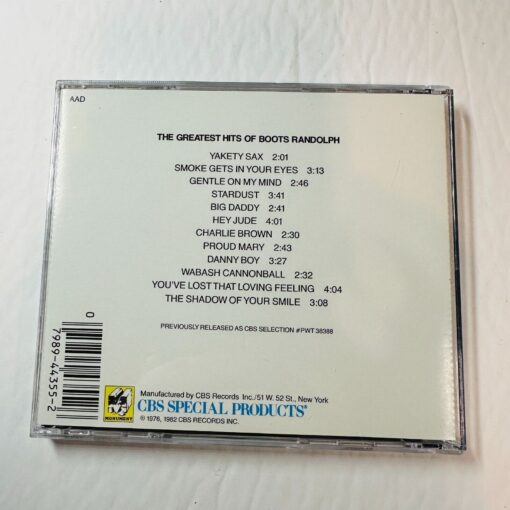 AAD
THE GREATEST HITS OF BOOTS RANDOLPH
YAKETY SAX 2:01
SMOKE GETS IN YOUR EYES 3:13
GENTLE ON MY MIND 2:46
STARDUST 3:41
BIG DADDY 2:41
HEY JUDE 4:01
CHARLIE BROWN 2:30
PROUD MARY 2:43
DANNY BOY 3:27
WABASH CANNONBALL 2:32
YOU'VE LOST THAT LOVING FEELING 4:04
THE SHADOW OF YOUR SMILE 3:08
PREVIOUSLY RELEASED AS CBS SELECTION #PWT 38388
0
7989-44355-2
MONUMENT
Manufactured by CBS Records Inc./51 W. 52 St., New York
CBS SPECIAL PRODUCTS®
℗ 1976, 1982 CBS RECORDS INC.